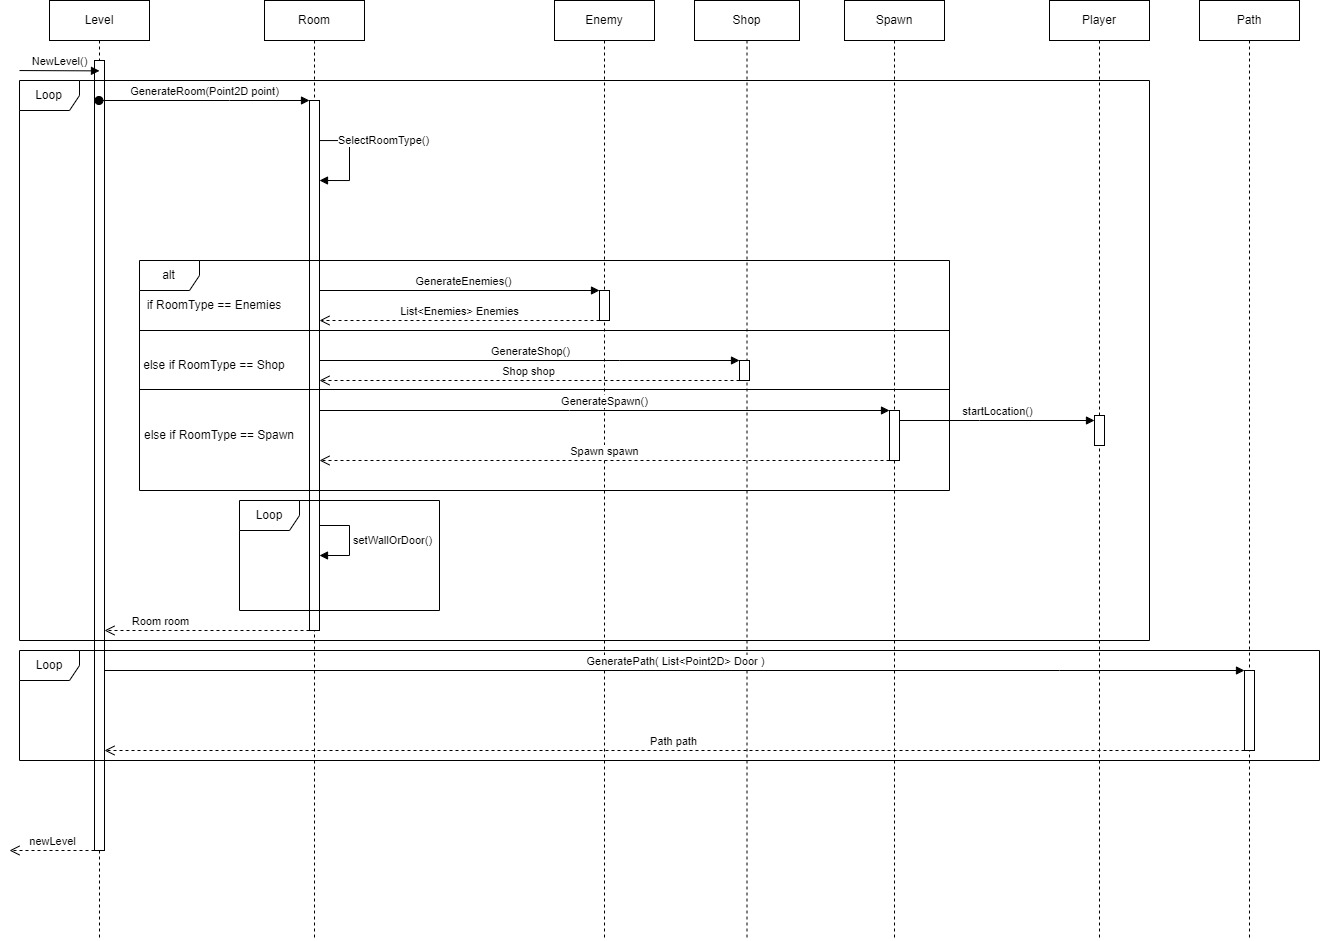 Level
Room
Enemy
Shop
Spawn
Player
Path
NewLevel()
Loop
GenerateRoom(Point2D point)
SelectRoomType()
alt
GenerateEnemies()
if RoomType == Enemies
List<Enemies> Enemies
GenerateShop()
else if RoomType == Shop
Shop shop
GenerateSpawn()
startLocation()
else if RoomType == Spawn
Spawn spawn
Loop
setWallOrDoor()
Room room
Loop
GeneratePath( List<Point2D> Door )
Path path
newLevel